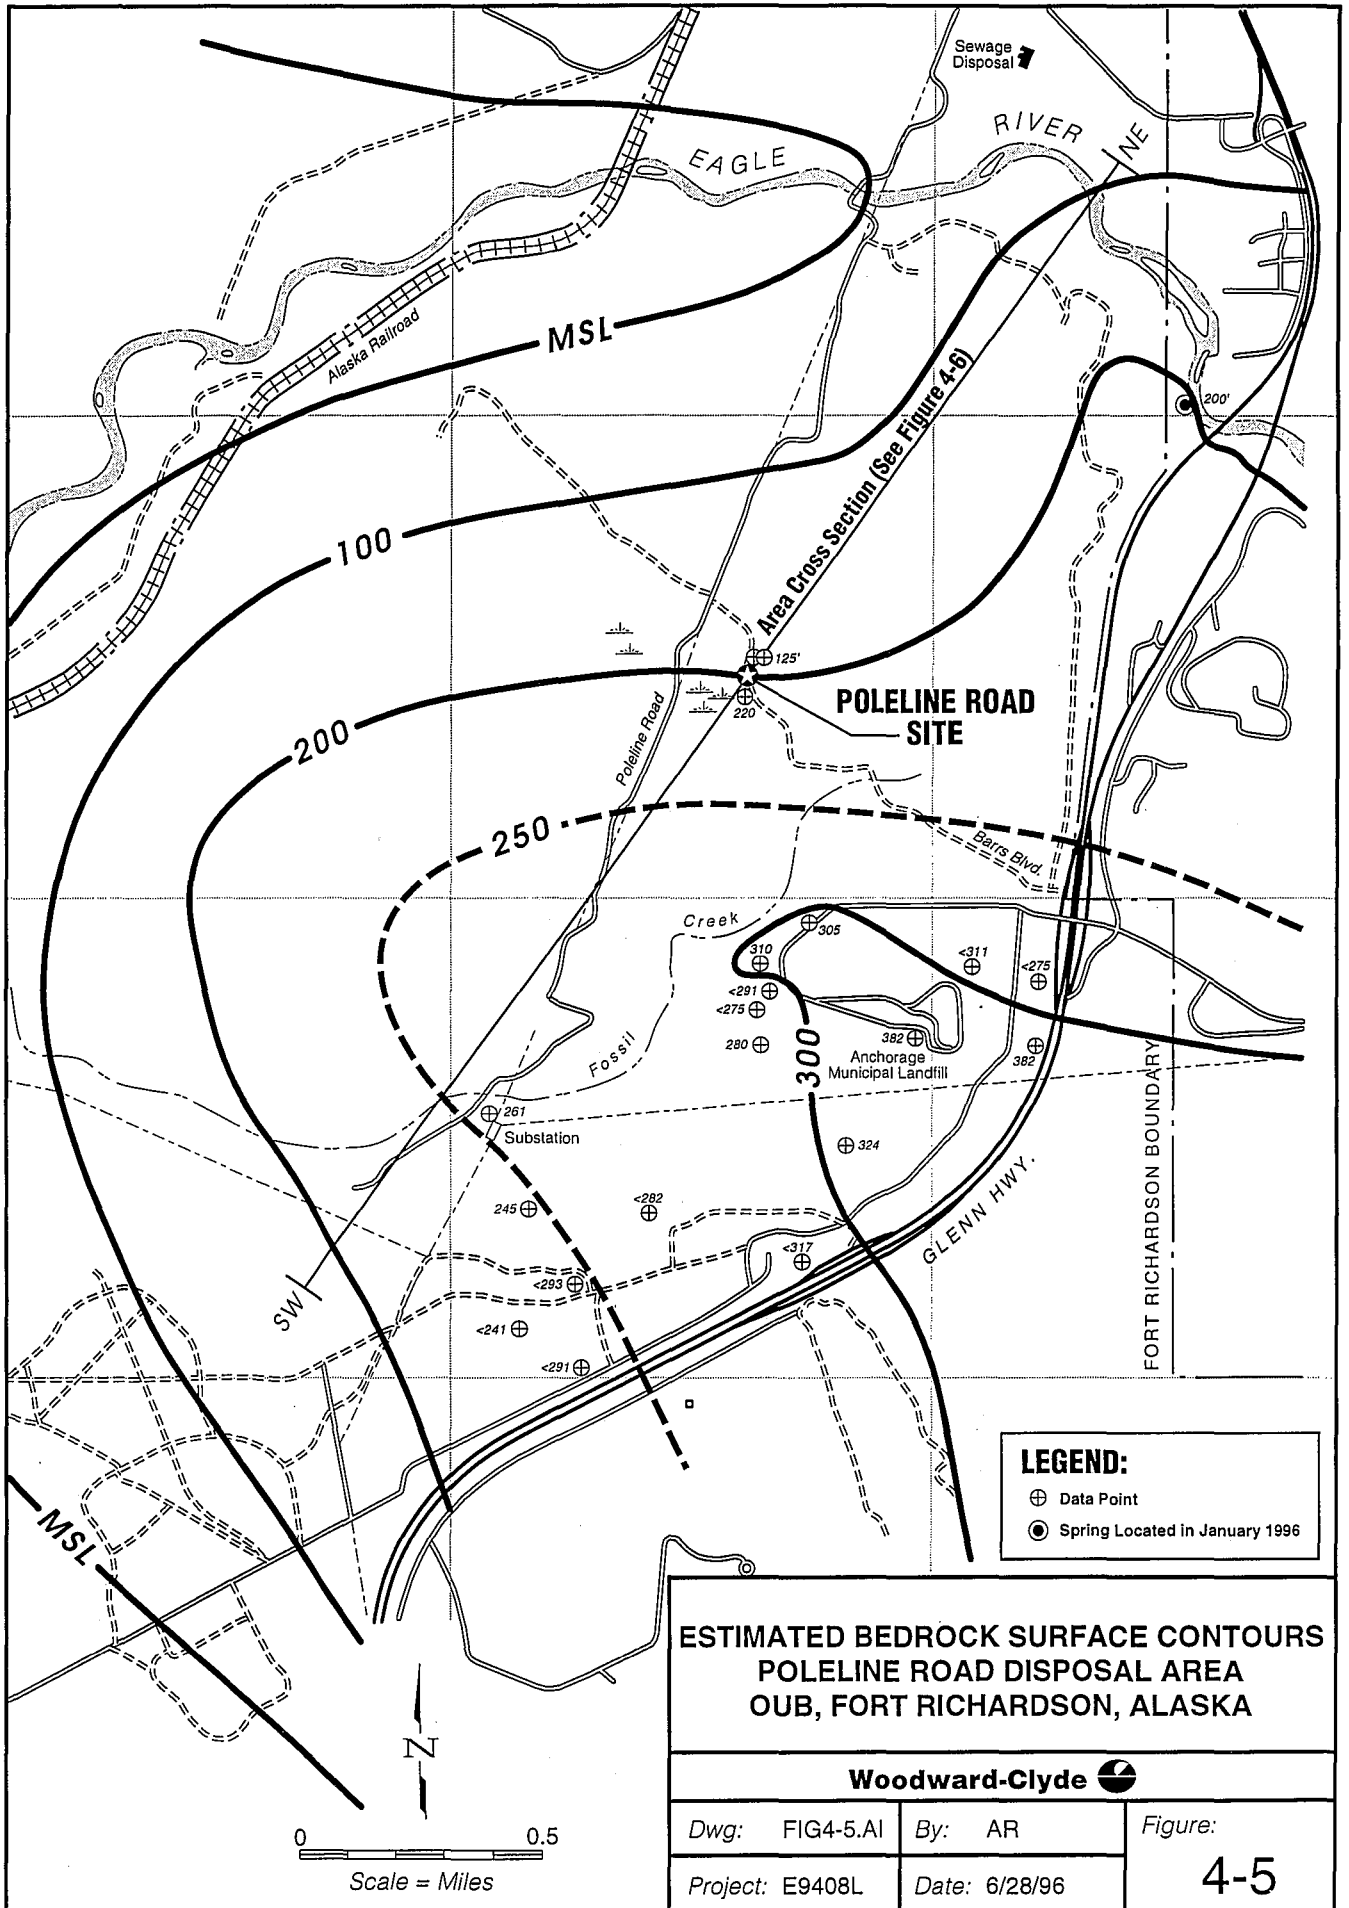 Sewage
Disposal
EAGLE
RIVER
NE
Alaska Railroad
MSL
200'
Area Cross Section (See Figure 4-6)
100
125'
220
POLELINE ROAD
SITE
Poleline Road
200
250
Barrs Blvd.
Creek
305
310
<311
<275
<291
<275
280
300
382
382
Anchorage
Municipal Landfill
Fossil
261
Substation
324
FORT RICHARDSON BOUNDARY
245
<282
GLENN HWY.
<317
<293
SW
<241
<291
MSL
LEGEND:
Data Point
Spring Located in January 1996
N
0 0.5
Scale = Miles
ESTIMATED BEDROCK SURFACE CONTOURS
POLELINE ROAD DISPOSAL AREA
OUB, FORT RICHARDSON, ALASKA
Woodward-Clyde
Dwg: FIG4-5.AI
By: AR
Figure:
4-5
Project: E9408L
Date: 6/28/96